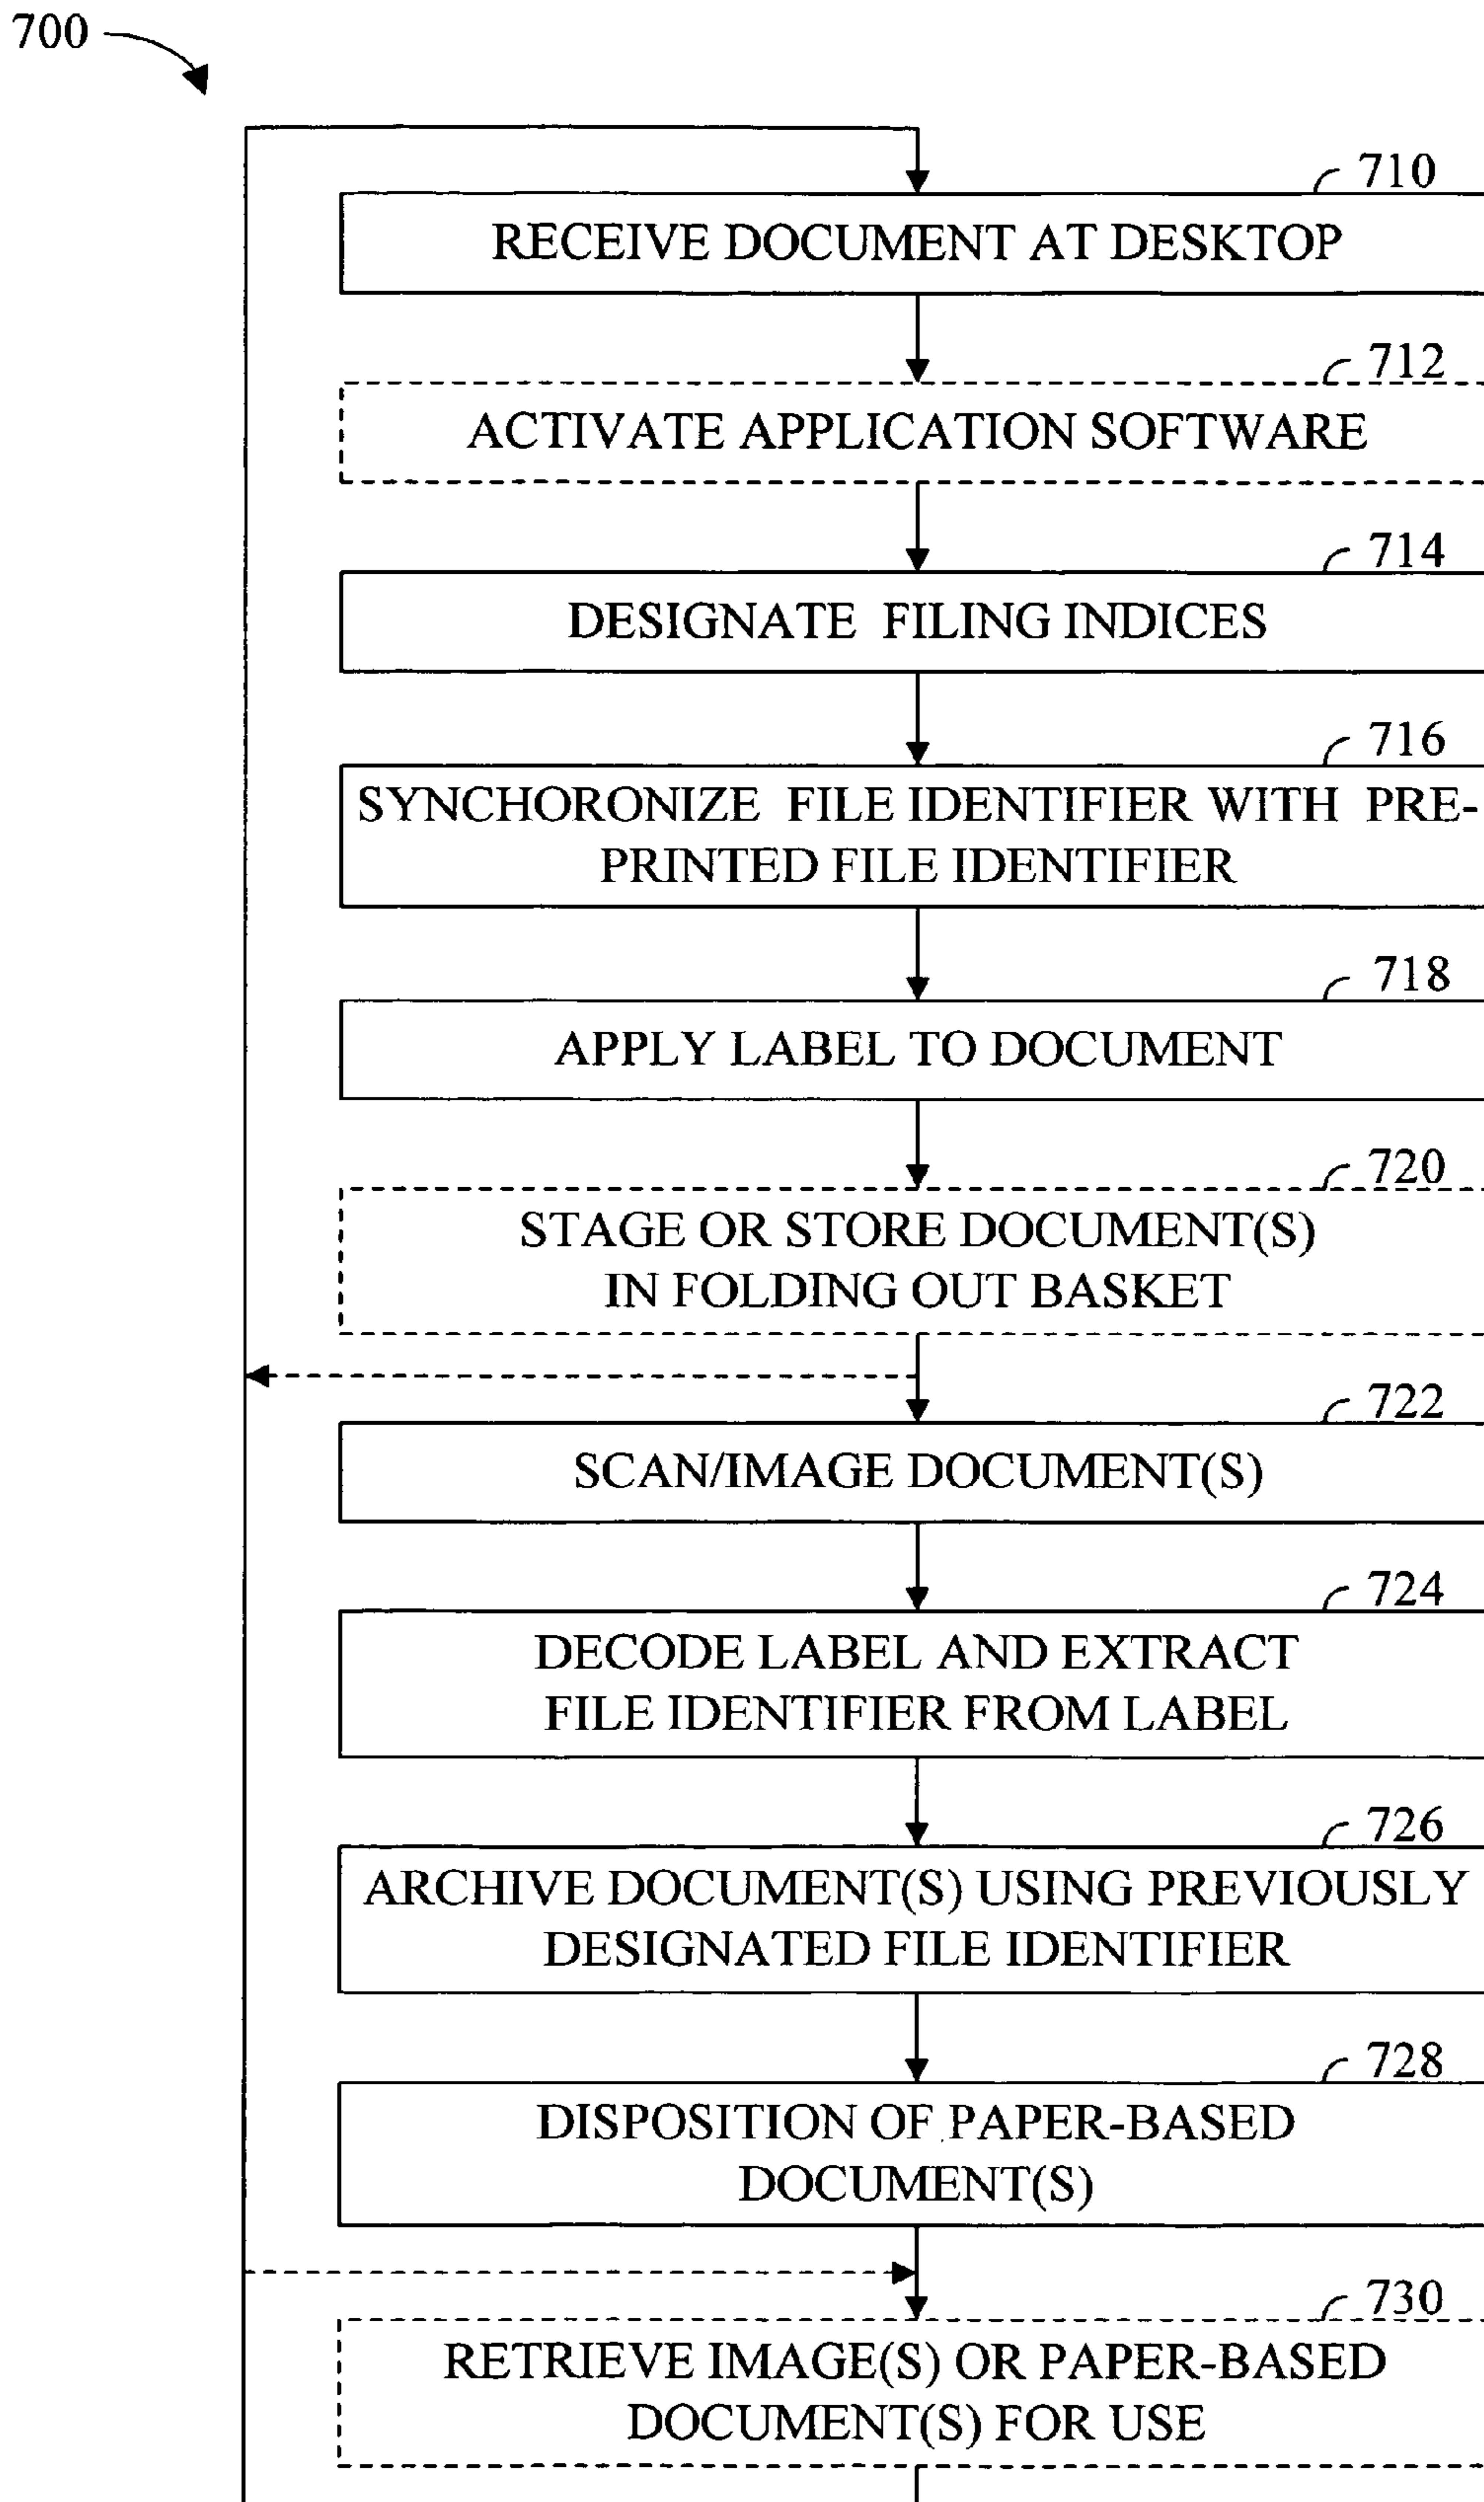 700
710
RECEIVE DOCUMENT AT DESKTOP
712
ACTIVATE APPLICATION SOFTWARE
714
DESIGNATE FILING INDICES
716
SYNCHORONIZE FILE IDENTIFIER WITH PRE-
PRINTED FILE IDENTIFIER
718
APPLY LABEL TO DOCUMENT
720
STAGE OR STORE DOCUMENT(S)
IN FOLDING OUT BASKET
722
SCAN/IMAGE DOCUMENT(S)
724
DECODE LABEL AND EXTRACT
FILE IDENTIFIER FROM LABEL
726
ARCHIVE DOCUMENT(S) USING PREVIOUSLY
DESIGNATED FILE IDENTIFIER
728
DISPOSITION OF PAPER-BASED
DOCUMENT(S)
730
RETRIEVE IMAGE(S) OR PAPER-BASED
DOCUMENT(S) FOR USE